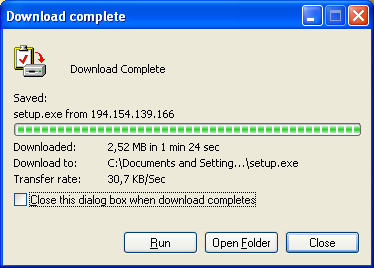 Download complete
Download Complete
Saved:
setup.exe from 194.154.139.166
Downloaded: 2,52 MB in 1 min 24 sec
Download to: C:\Documents and Setting...\setup.exe
Transfer rate: 30,7 KB/Sec
Close this dialog box when download completes
Run Open Folder Close